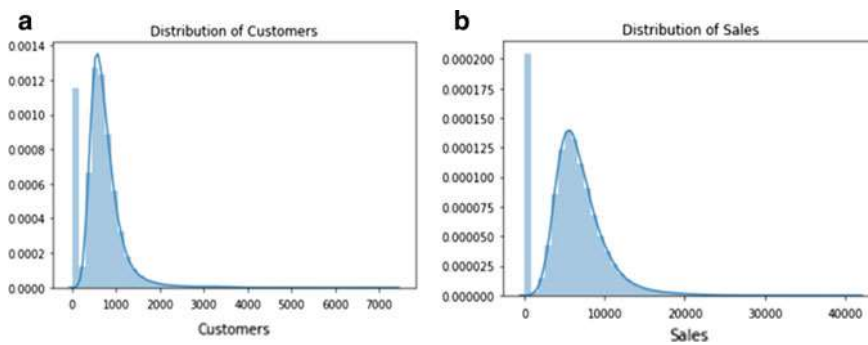 a
Distribution of Customers
0.0014
0.0012
0.0010
0.0008
0.0006
0.0004
0.0002
0.0000
0 1000 2000 3000 4000 5000 6000 7000
Customers
b
Distribution of Sales
0.000200
0.000175
0.000150
0.000125
0.000100
0.000075
0.000050
0.000025
0.000000
0 10000 20000 30000 40000
Sales